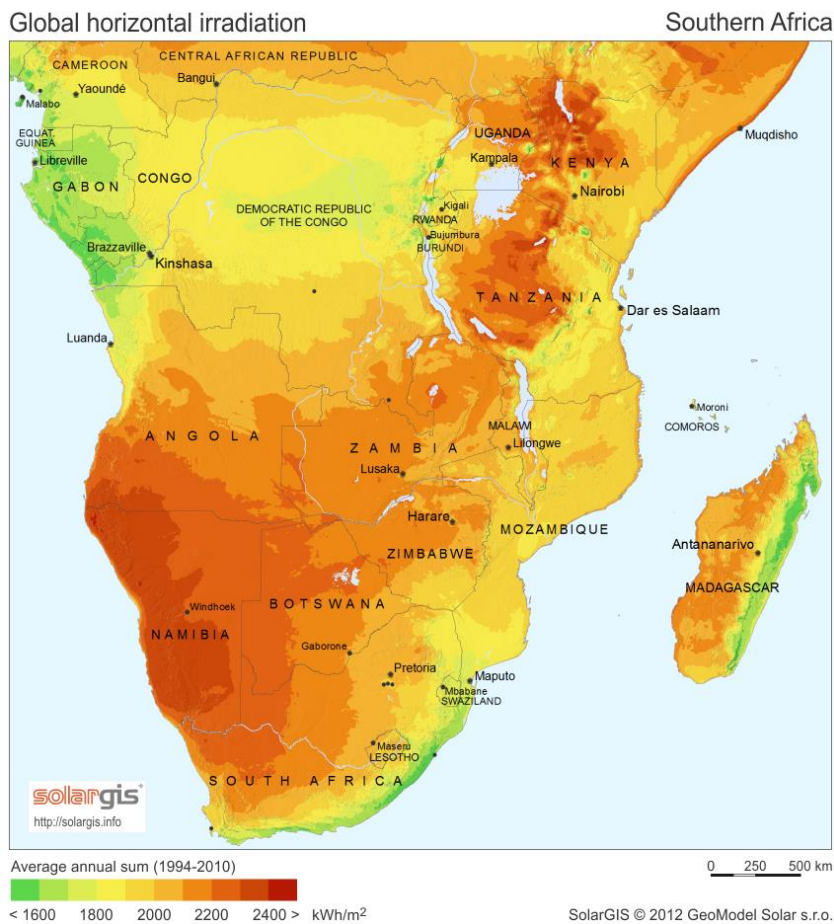 Global horizontal irradiation
Southern Africa
CENTRAL AFRICAN REPUBLIC
CAMEROON
Bangui
Yaoundé
Malabo
EQUAT.
GUINEA
Libreville
GABON
CONGO
UGANDA
Kampala
KENYA
Muqdisho
Nairobi
DEMOCRATIC REPUBLIC
OF THE CONGO
Kigali
RWANDA
Bujumbura
BURUNDI
Brazzaville
Kinshasa
TANZANIA
Dar es Salaam
Luanda
Moroni
COMOROS
ANGOLA
ZAMBIA
MALAWI
Lilongwe
Lusaka
Harare
MOZAMBIQUE
ZIMBABWE
Antananarivo
MADAGASCAR
BOTSWANA
Windhoek
NAMIBIA
Gaborone
Pretoria
Maputo
Mbabane
SWAZILAND
Maseru
LESOTHO
SOUTH AFRICA
solargis
http://solargis.info
Average annual sum (1994-2010)
0 250 500 km
< 1600 1800 2000 2200 2400 > kWh/m²
SolarGIS © 2012 GeoModel Solar s.r.o.